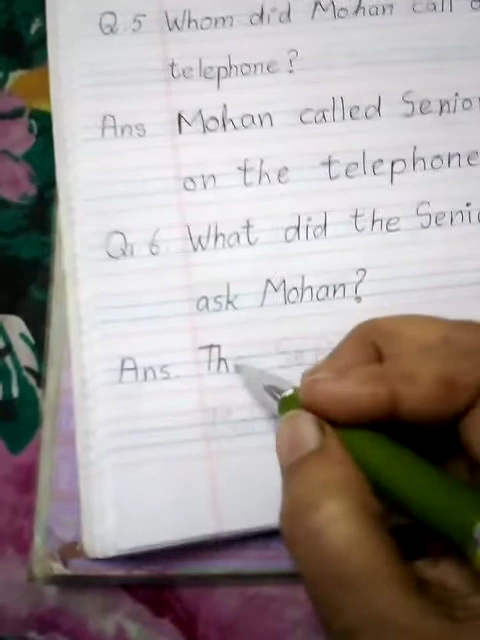 Q. 5 Whom did Mohan call
telephone?
Ans Mohan called
on the telephone
Q. 6. What did the
ask Mohan?
Ans. Th